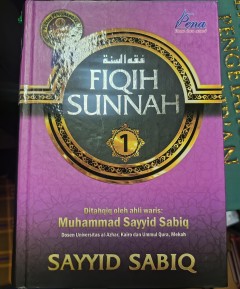 Pena
فقه السنة
FIQIH
SUNNAH
1
Ditahqiq oleh ahli waris:
Muhammad Sayyid Sabiq
Dosen Universitas al-Azhar, Kairo dan Ummul Qura, Mekah
SAYYID SABIQ